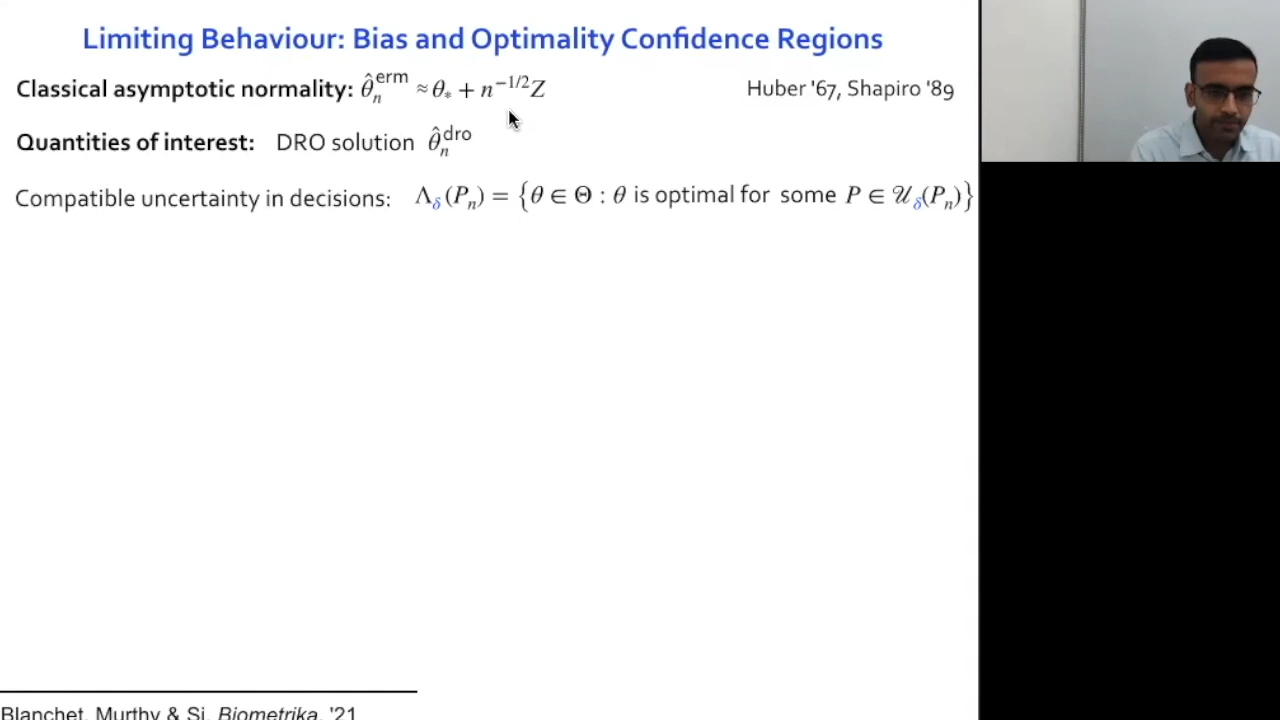 Limiting Behaviour: Bias and Optimality Confidence Regions
Classical asymptotic normality: θ̂ₙᵉʳᵐ ≈ θ* + n⁻¹ᐟ²Z Huber '67, Shapiro '89
Quantities of interest: DRO solution θ̂ₙᵈʳᵒ
Compatible uncertainty in decisions: Λ_δ(Pₙ) = {θ ∈ Θ : θ is optimal for some P ∈ 𝒰_δ(Pₙ)}
Blanchet, Murthy & Si, Biometrika, '21